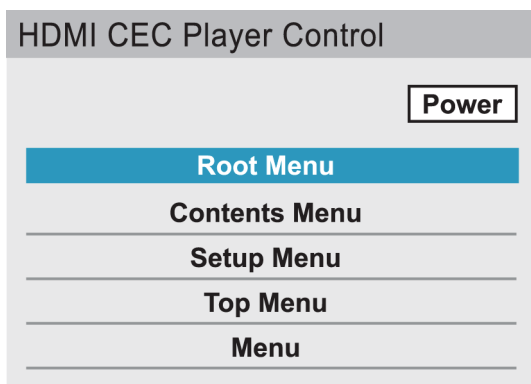 HDMI CEC Player Control
Power
Root Menu
Contents Menu
Setup Menu
Top Menu
Menu